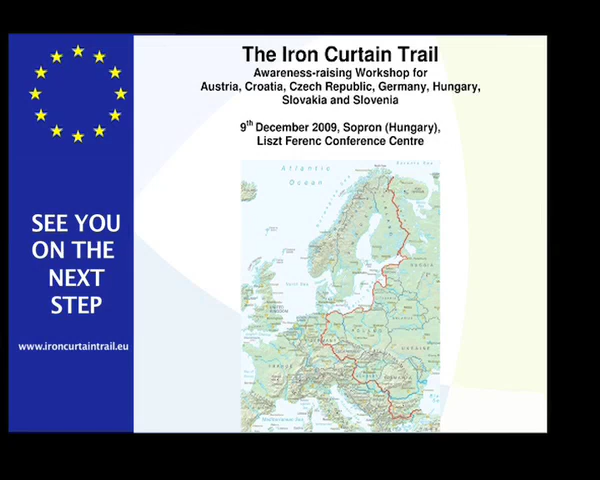 The Iron Curtain Trail
Awareness-raising Workshop for
Austria, Croatia, Czech Republic, Germany, Hungary,
Slovakia and Slovenia
9th December 2009, Sopron (Hungary),
Liszt Ferenc Conference Centre
SEE YOU
ON THE
NEXT
STEP
www.ironcurtaintrail.eu
Atlantic
Ocean